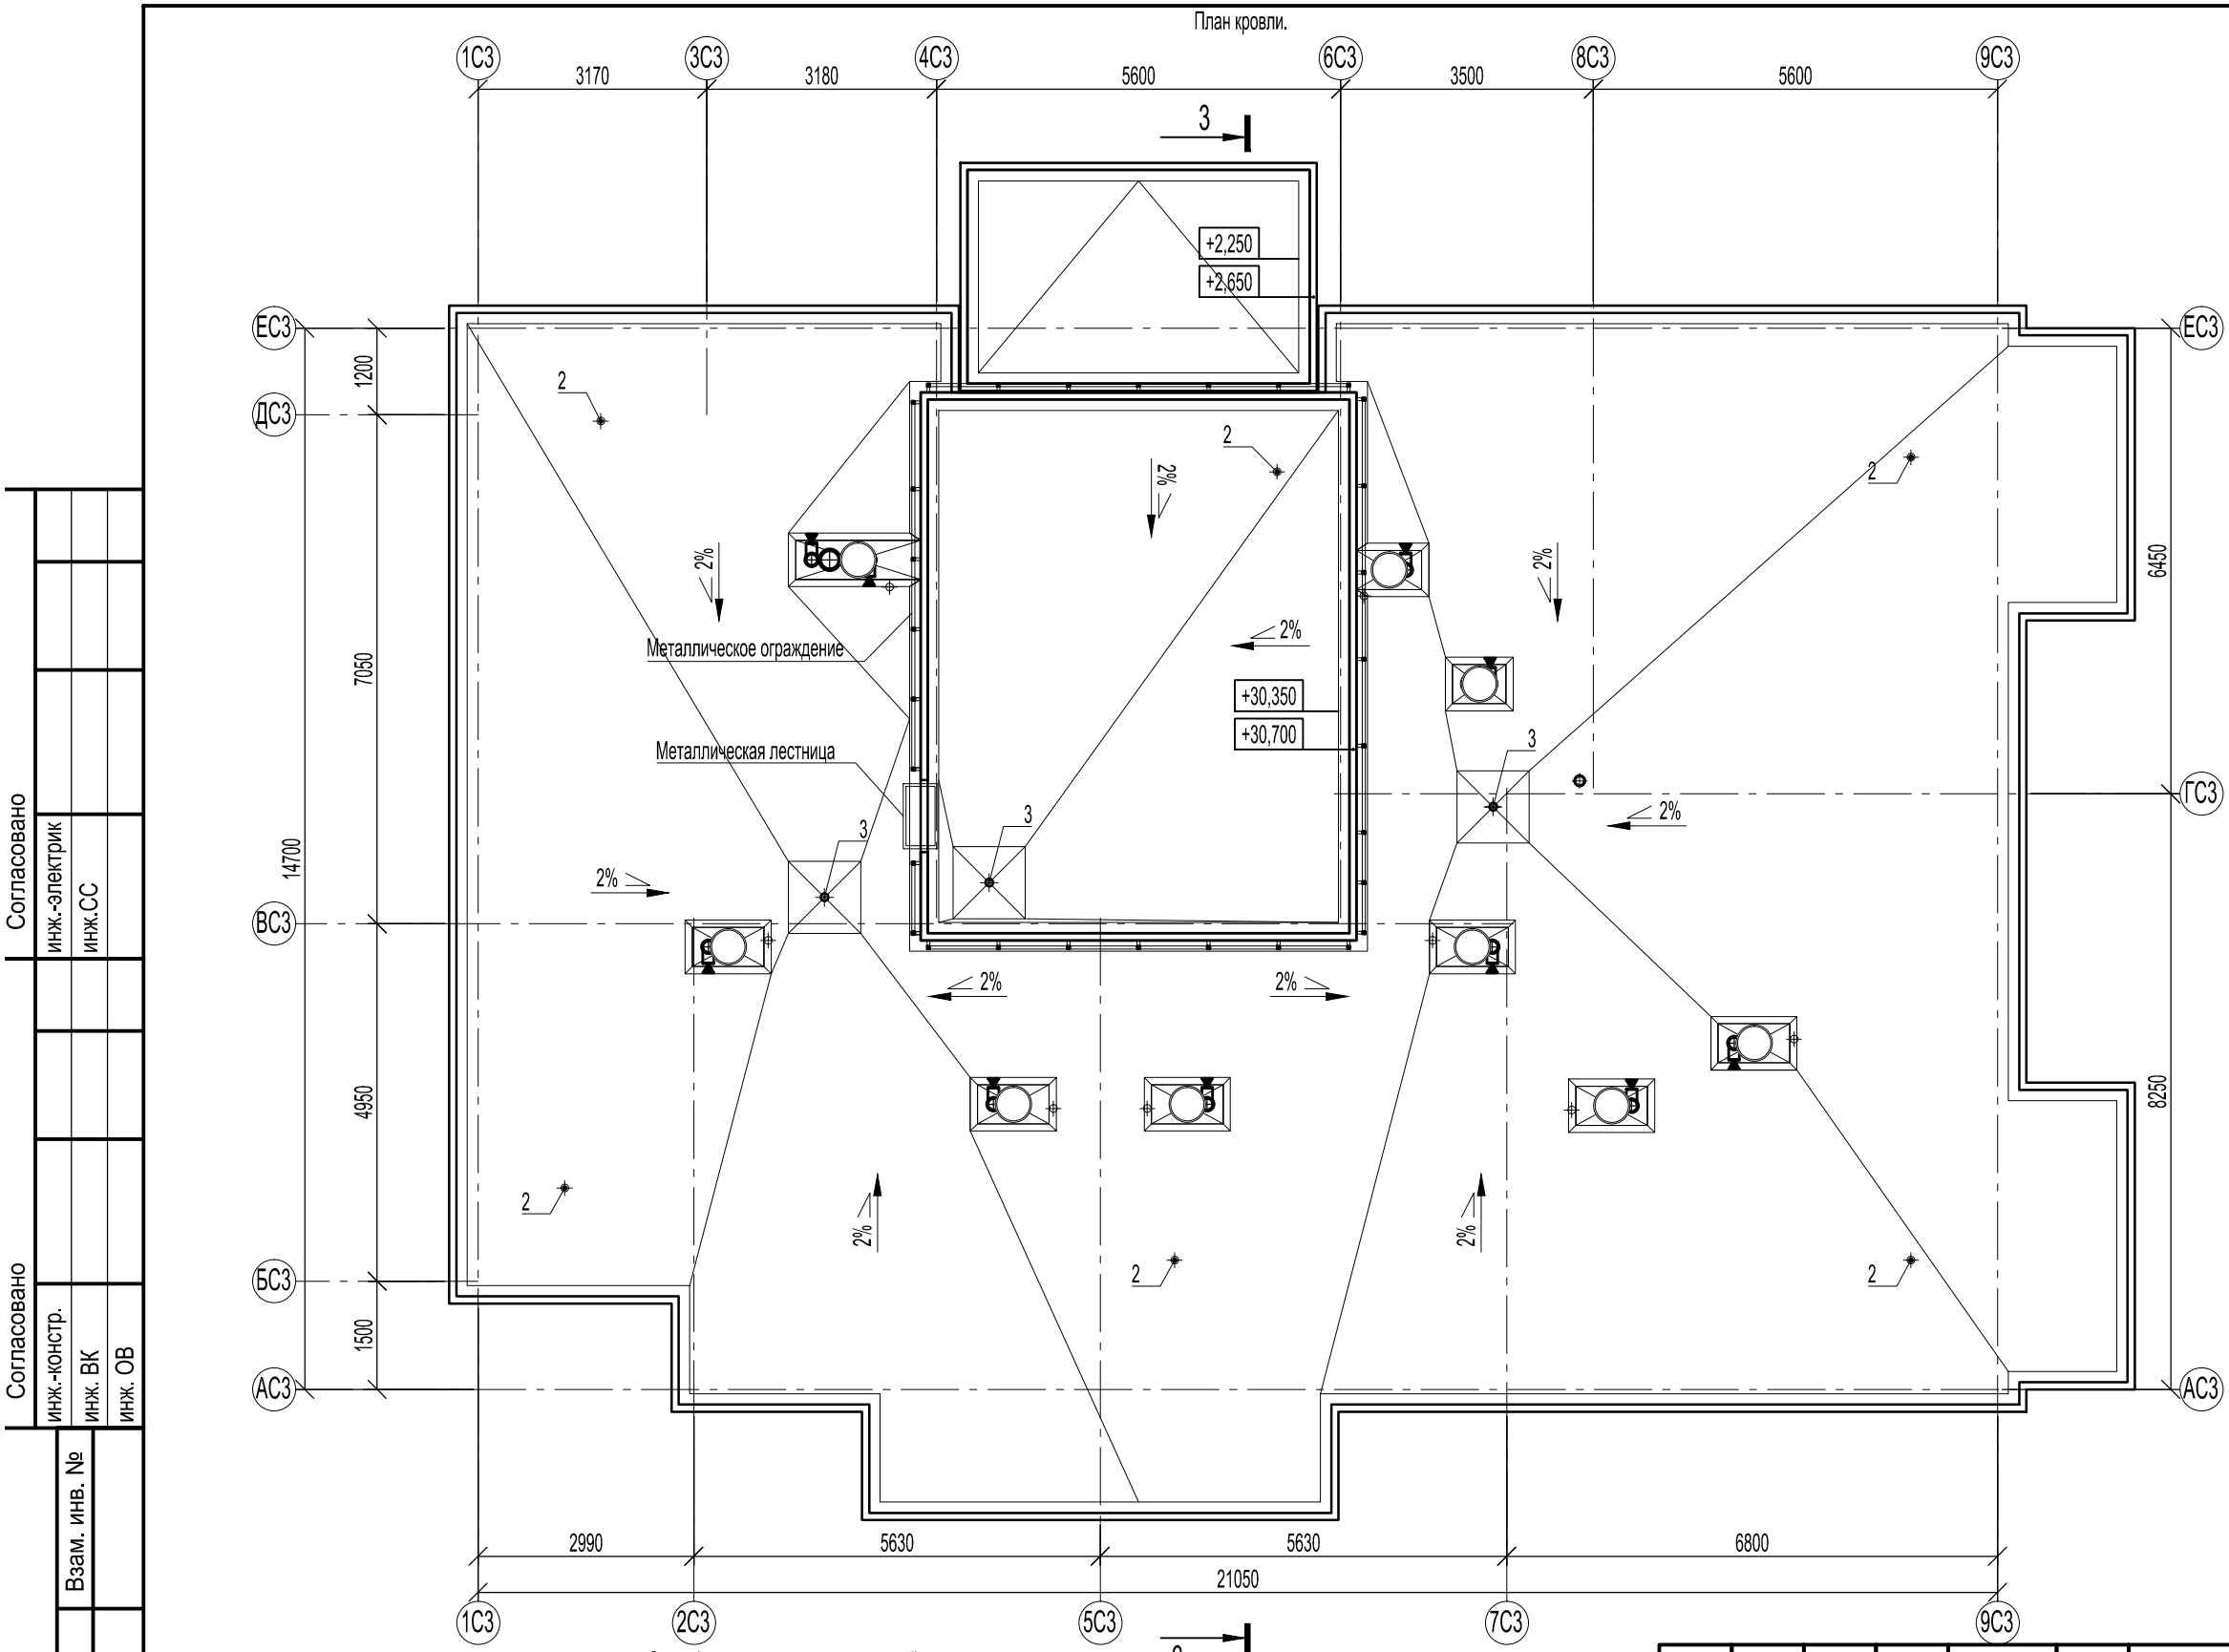 План кровли.
1С3
3С3
4С3
6С3
8С3
9С3
3170
3180
5600
3500
5600
3
+2,250
+2,650
ЕС3
ЕС3
1200
2
ДС3
2
2%
2
2%
2%
6450
7050
2%
Металлическое ограждение
+30,350
+30,700
3
Металлическая лестница
ГС3
3
3
2%
14700
2%
ВС3
2%
2%
4950
8250
2
2%
2%
2
2
БС3
1500
АС3
АС3
2990
5630
5630
6800
21050
1С3
2С3
5С3
7С3
9С3
Согласовано
инж.-электрик
инж.СС
Согласовано
инж.-констр.
инж. ВК
инж. ОВ
Взам. инв. №